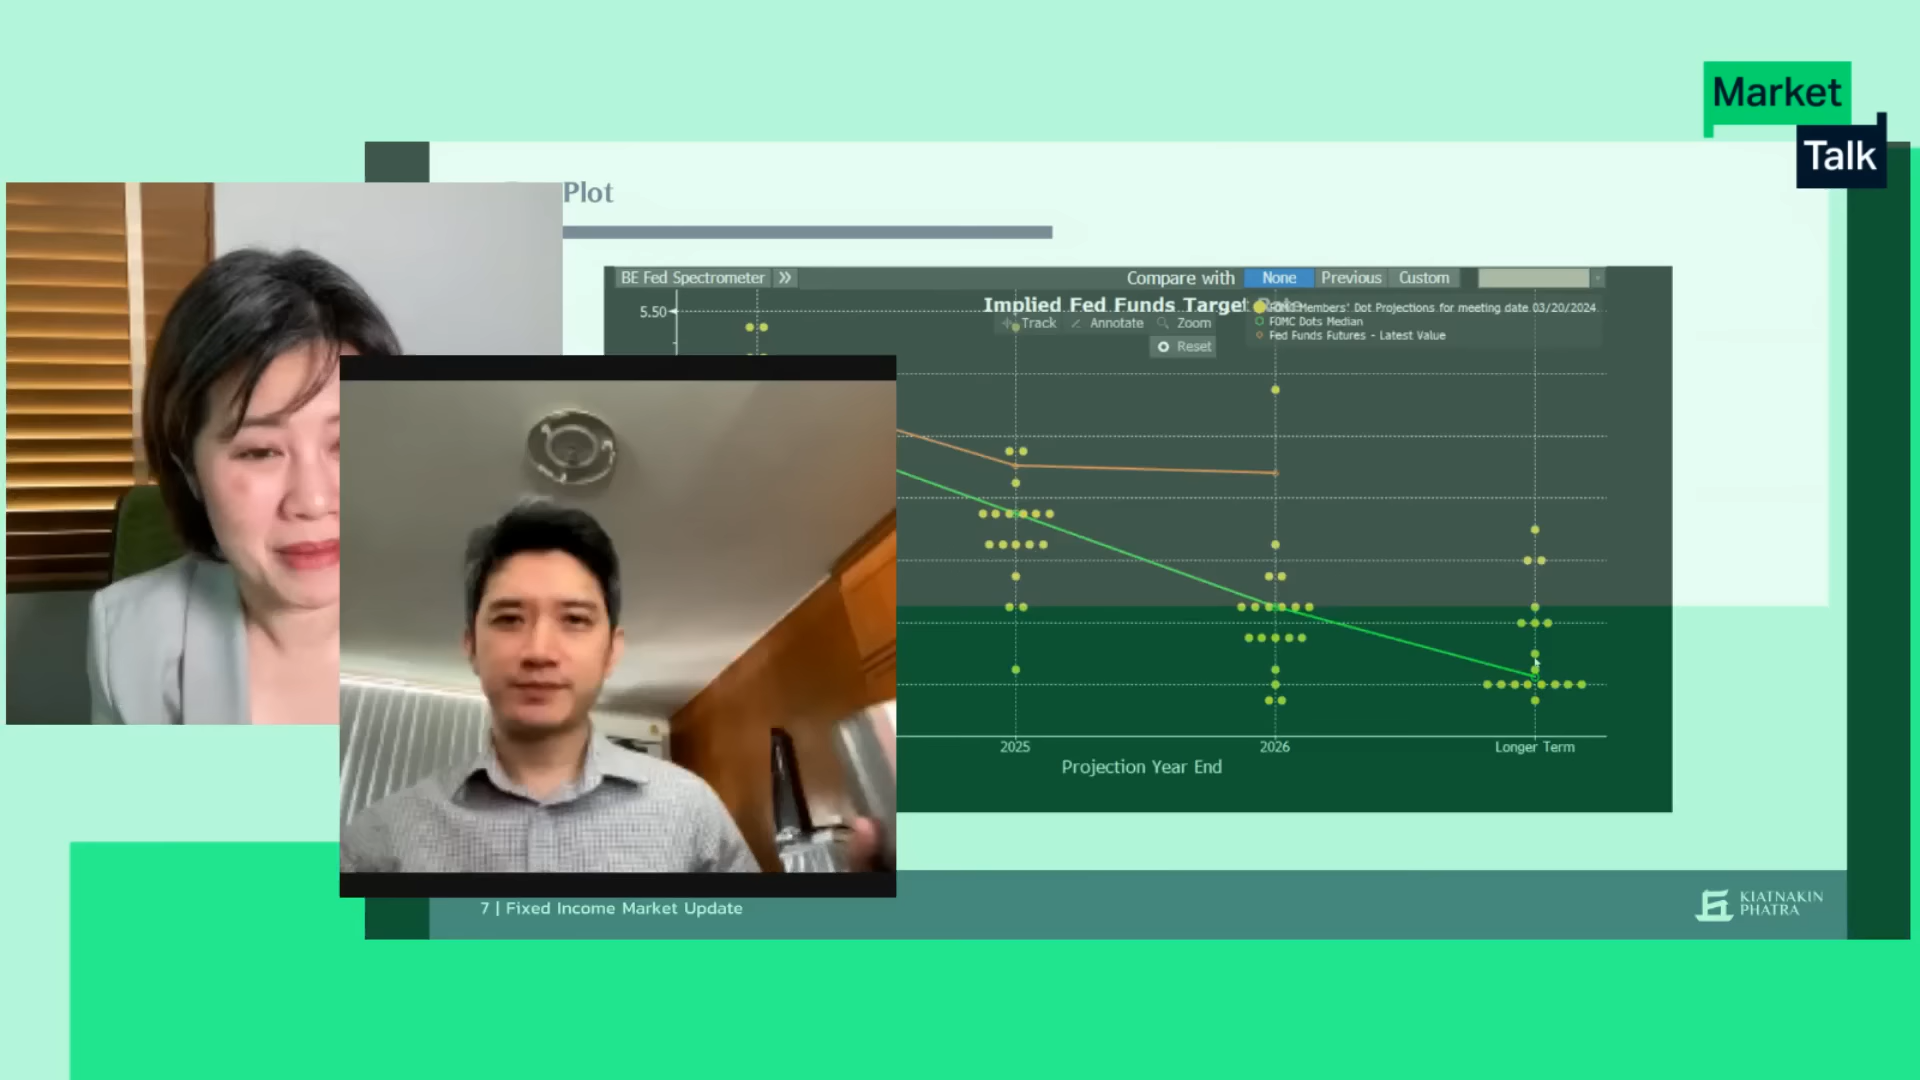 Market
Talk
Plot
BE Fed Spectrometer »
Compare with None Previous Custom
Implied Fed Funds Target
5.50
FOMC Members' Dot Projections for meeting date 03/20/2024
FOMC Dots Median
Fed Funds Futures - Latest Value
Track Annotate Zoom
Reset
2025 2026 Longer Term
Projection Year End
7 | Fixed Income Market Update
KIATNAKIN
PHATRA